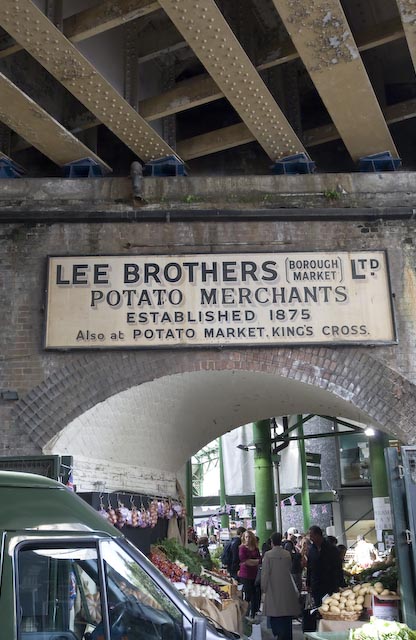 LEE BROTHERS (BOROUGH MARKET) LTD
POTATO MERCHANTS
ESTABLISHED 1875
Also at POTATO MARKET, KING'S CROSS.